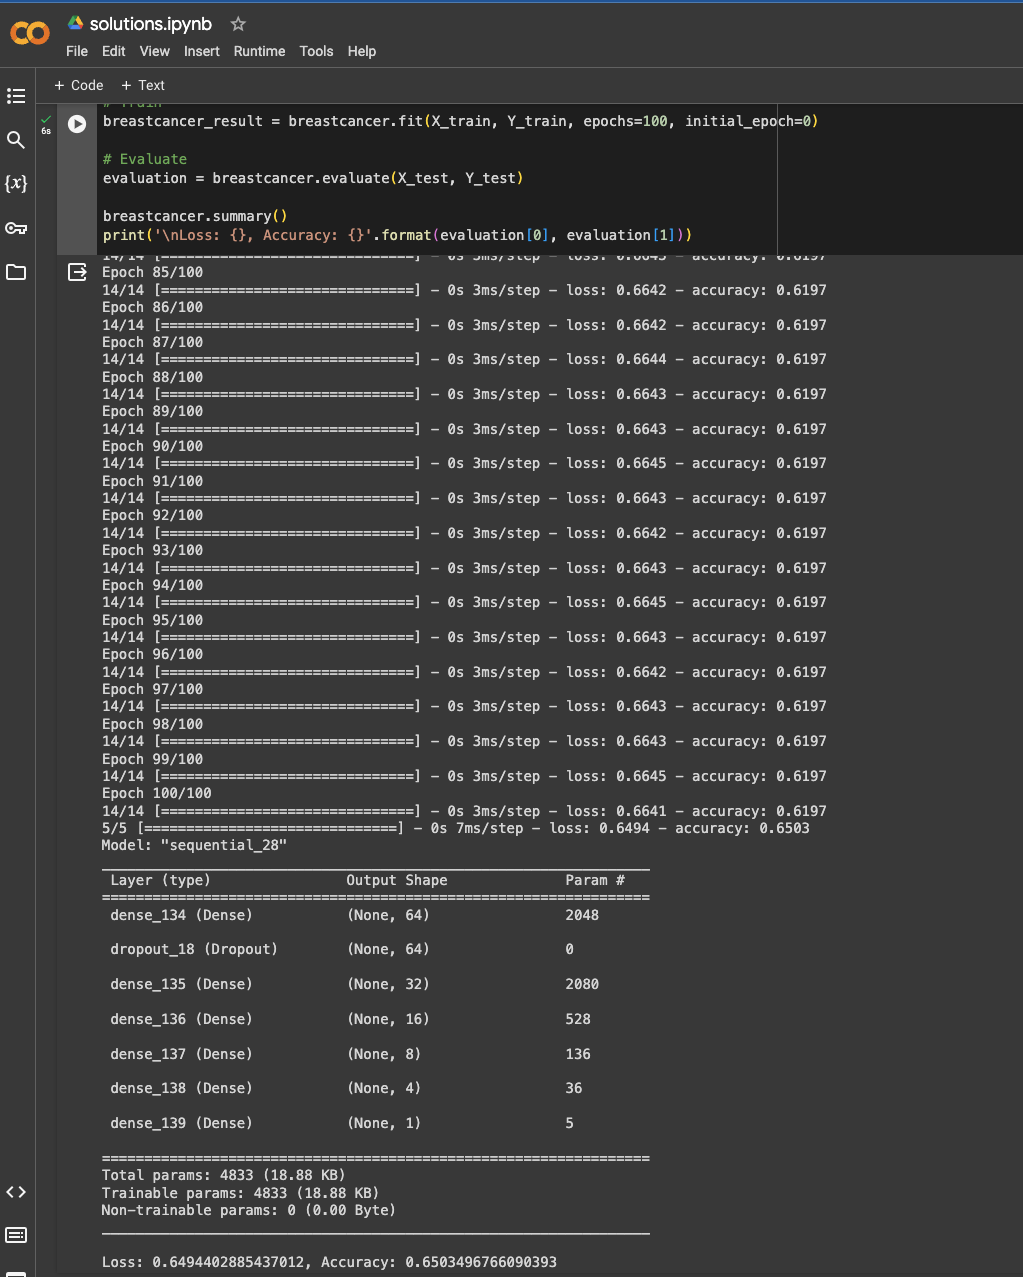 solutions.ipynb
File Edit View Insert Runtime Tools Help
+ Code + Text
# Train
6s
breastcancer_result = breastcancer.fit(X_train, Y_train, epochs=100, initial_epoch=0)
# Evaluate
evaluation = breastcancer.evaluate(X_test, Y_test)
breastcancer.summary()
print('\nLoss: {}, Accuracy: {}'.format(evaluation[0], evaluation[1]))
14/14 [==============================] - 0s 3ms/step - loss: 0.6643 - accuracy: 0.6197
Epoch 85/100
14/14 [==============================] - 0s 3ms/step - loss: 0.6642 - accuracy: 0.6197
Epoch 86/100
14/14 [==============================] - 0s 3ms/step - loss: 0.6642 - accuracy: 0.6197
Epoch 87/100
14/14 [==============================] - 0s 3ms/step - loss: 0.6644 - accuracy: 0.6197
Epoch 88/100
14/14 [==============================] - 0s 3ms/step - loss: 0.6643 - accuracy: 0.6197
Epoch 89/100
14/14 [==============================] - 0s 3ms/step - loss: 0.6643 - accuracy: 0.6197
Epoch 90/100
14/14 [==============================] - 0s 3ms/step - loss: 0.6645 - accuracy: 0.6197
Epoch 91/100
14/14 [==============================] - 0s 3ms/step - loss: 0.6643 - accuracy: 0.6197
Epoch 92/100
14/14 [==============================] - 0s 3ms/step - loss: 0.6642 - accuracy: 0.6197
Epoch 93/100
14/14 [==============================] - 0s 3ms/step - loss: 0.6643 - accuracy: 0.6197
Epoch 94/100
14/14 [==============================] - 0s 3ms/step - loss: 0.6645 - accuracy: 0.6197
Epoch 95/100
14/14 [==============================] - 0s 3ms/step - loss: 0.6643 - accuracy: 0.6197
Epoch 96/100
14/14 [==============================] - 0s 3ms/step - loss: 0.6642 - accuracy: 0.6197
Epoch 97/100
14/14 [==============================] - 0s 3ms/step - loss: 0.6643 - accuracy: 0.6197
Epoch 98/100
14/14 [==============================] - 0s 3ms/step - loss: 0.6643 - accuracy: 0.6197
Epoch 99/100
14/14 [==============================] - 0s 3ms/step - loss: 0.6645 - accuracy: 0.6197
Epoch 100/100
14/14 [==============================] - 0s 3ms/step - loss: 0.6641 - accuracy: 0.6197
5/5 [==============================] - 0s 7ms/step - loss: 0.6494 - accuracy: 0.6503
Model: "sequential_28"
Layer (type) Output Shape Param #
=================================================================
dense_134 (Dense) (None, 64) 2048
dropout_18 (Dropout) (None, 64) 0
dense_135 (Dense) (None, 32) 2080
dense_136 (Dense) (None, 16) 528
dense_137 (Dense) (None, 8) 136
dense_138 (Dense) (None, 4) 36
dense_139 (Dense) (None, 1) 5
=================================================================
Total params: 4833 (18.88 KB)
Trainable params: 4833 (18.88 KB)
Non-trainable params: 0 (0.00 Byte)
Loss: 0.6494402885437012, Accuracy: 0.6503496766090393